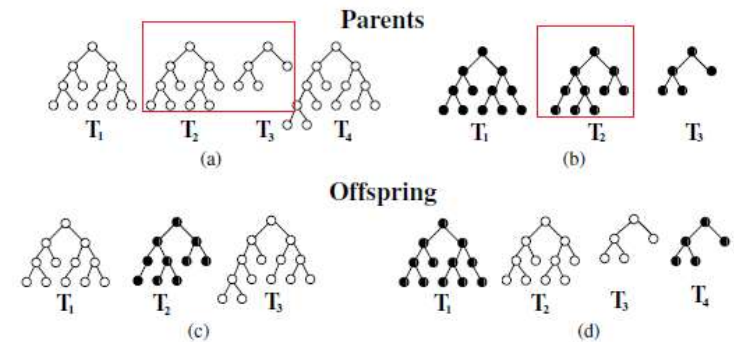 Parents
T1 T2 T3 T4
(a)
T1 T2 T3
(b)
Offspring
T1 T2 T3
(c)
T1 T2 T3 T4
(d)